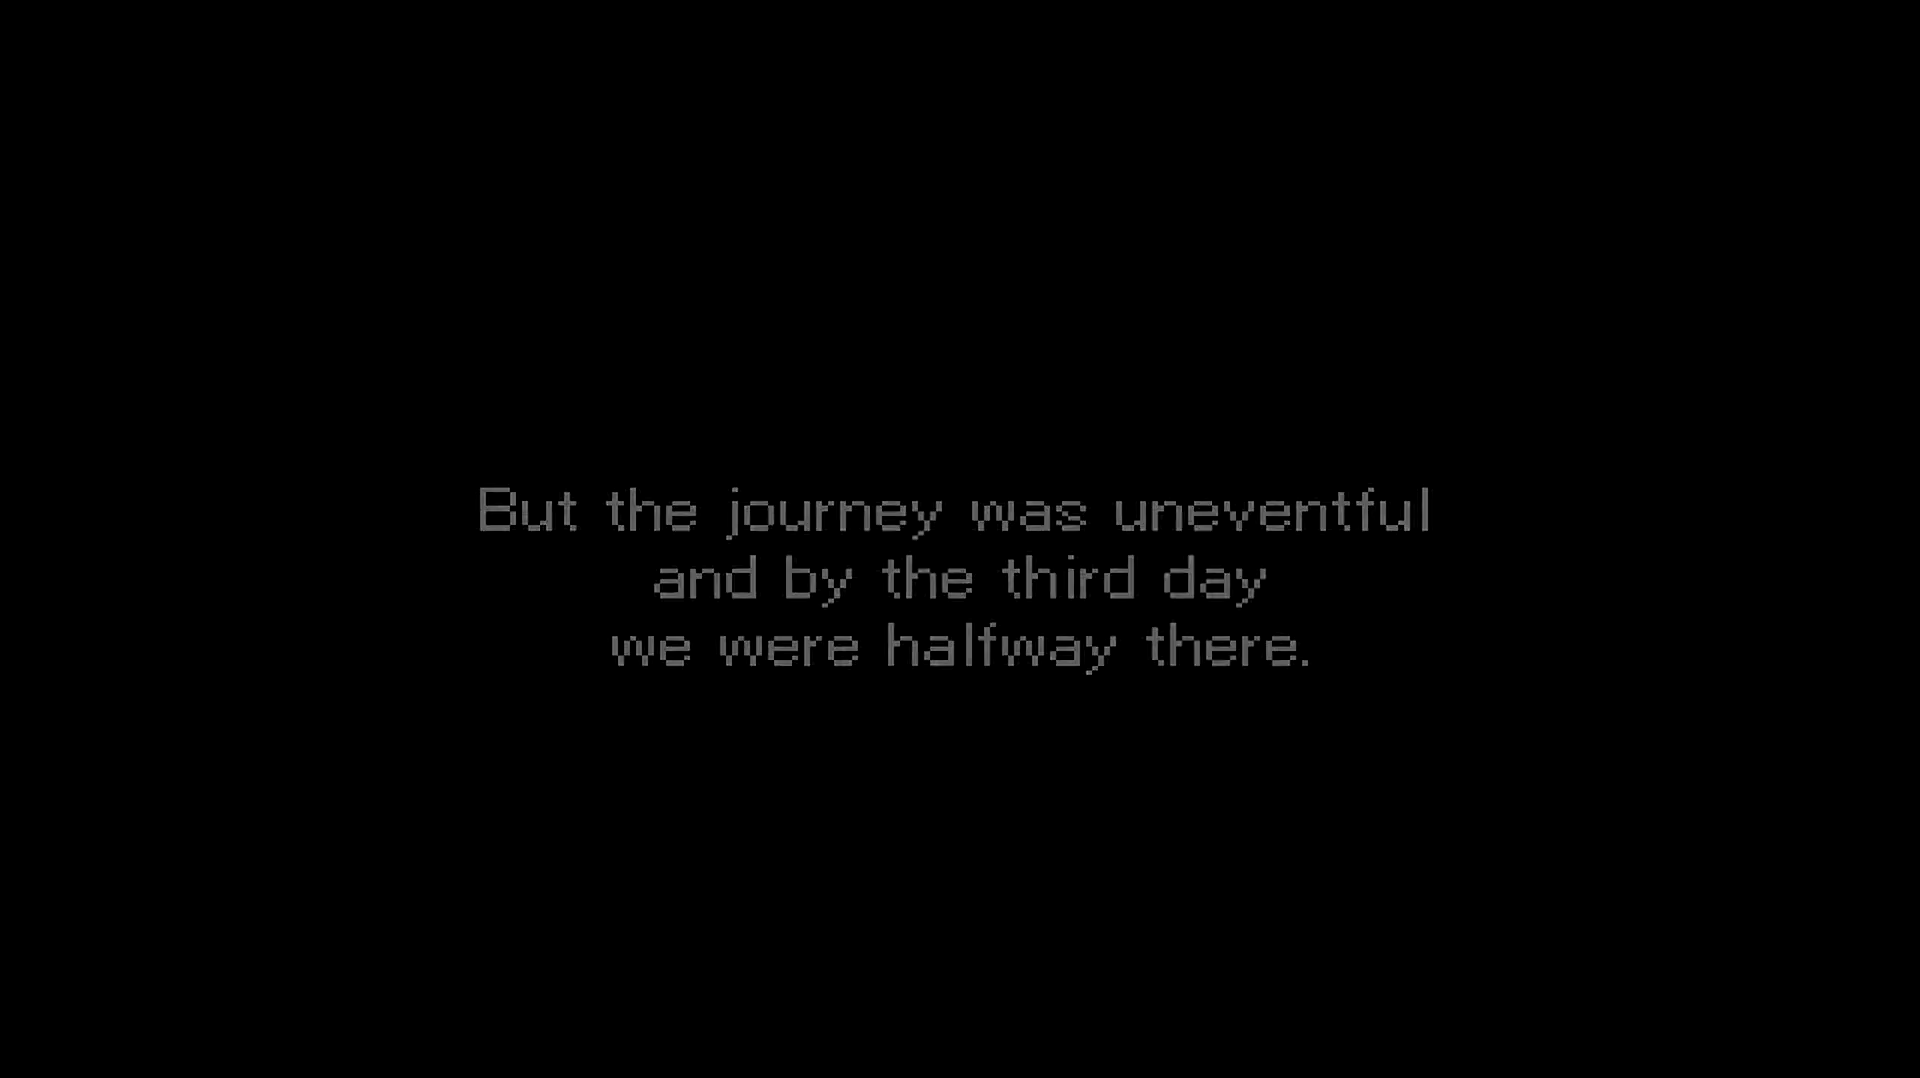 But the journey was uneventful
and by the third day
we were halfway there.